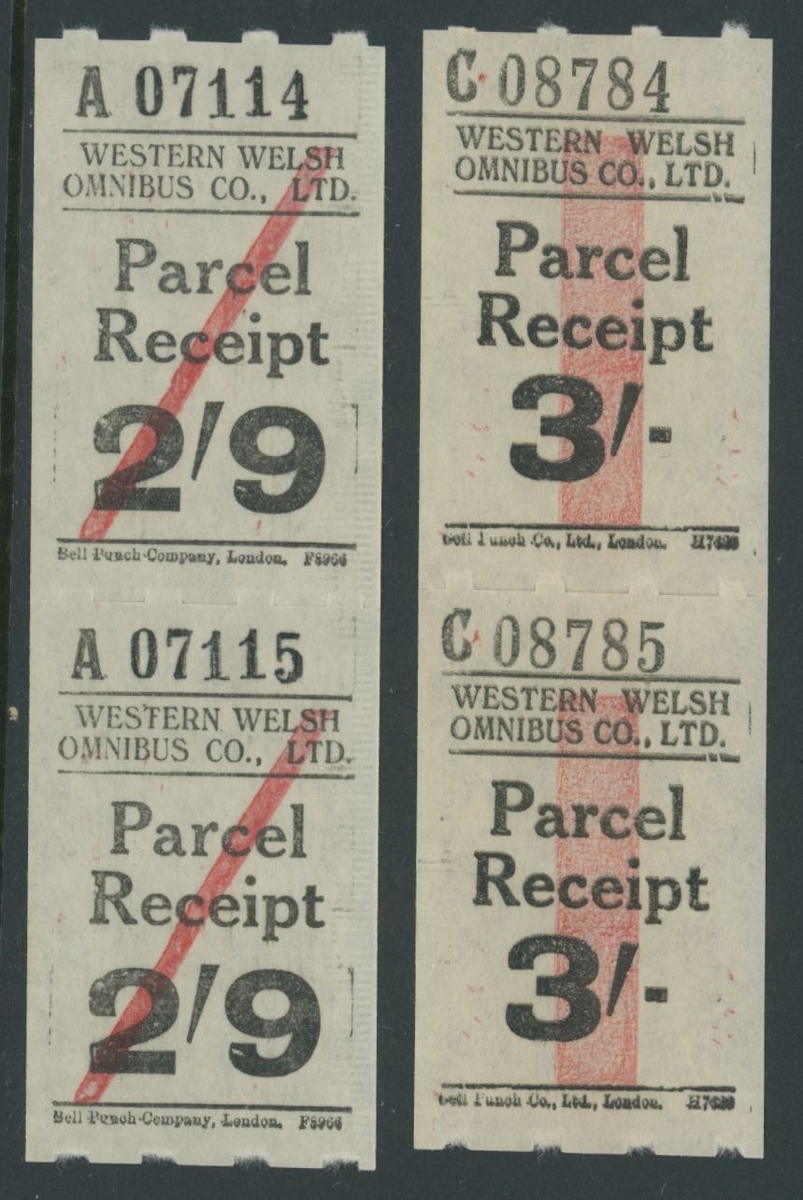 A 07114
WESTERN WELSH
OMNIBUS CO., LTD.
Parcel
Receipt
2/9
Bell Punch Company, London. F8966
A 07115
WESTERN WELSH
OMNIBUS CO., LTD.
Parcel
Receipt
2/9
Bell Punch Company, London. F8966
C 08784
WESTERN WELSH
OMNIBUS CO., LTD.
Parcel
Receipt
3/-
Bell Punch Co., Ltd., London.
C 08785
WESTERN WELSH
OMNIBUS CO., LTD.
Parcel
Receipt
3/-
Bell Punch Co., Ltd., London.